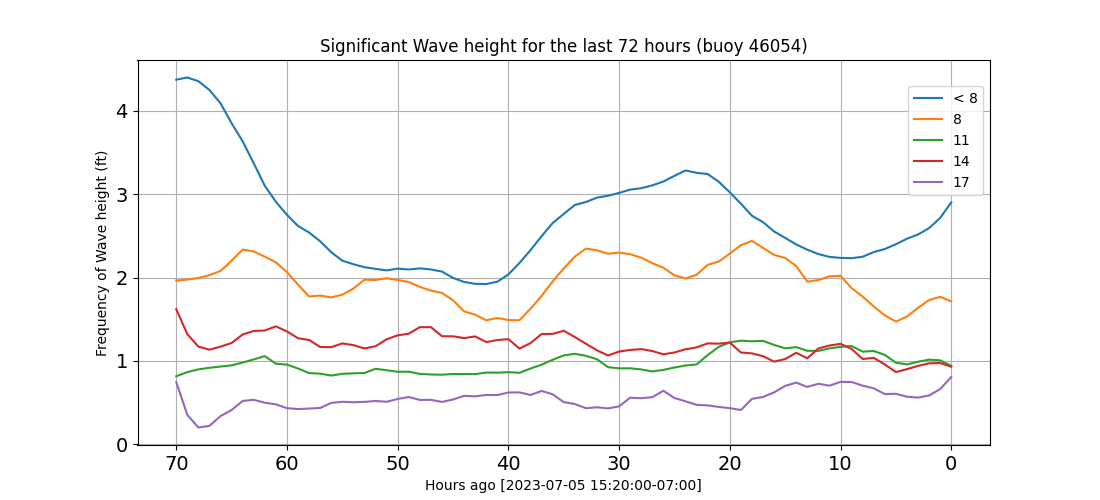 Significant Wave height for the last 72 hours (buoy 46054)
Frequency of Wave height (ft)
4
3
2
1
0
< 8
8
11
14
17
70 60 50 40 30 20 10 0
Hours ago [2023-07-05 15:20:00-07:00]